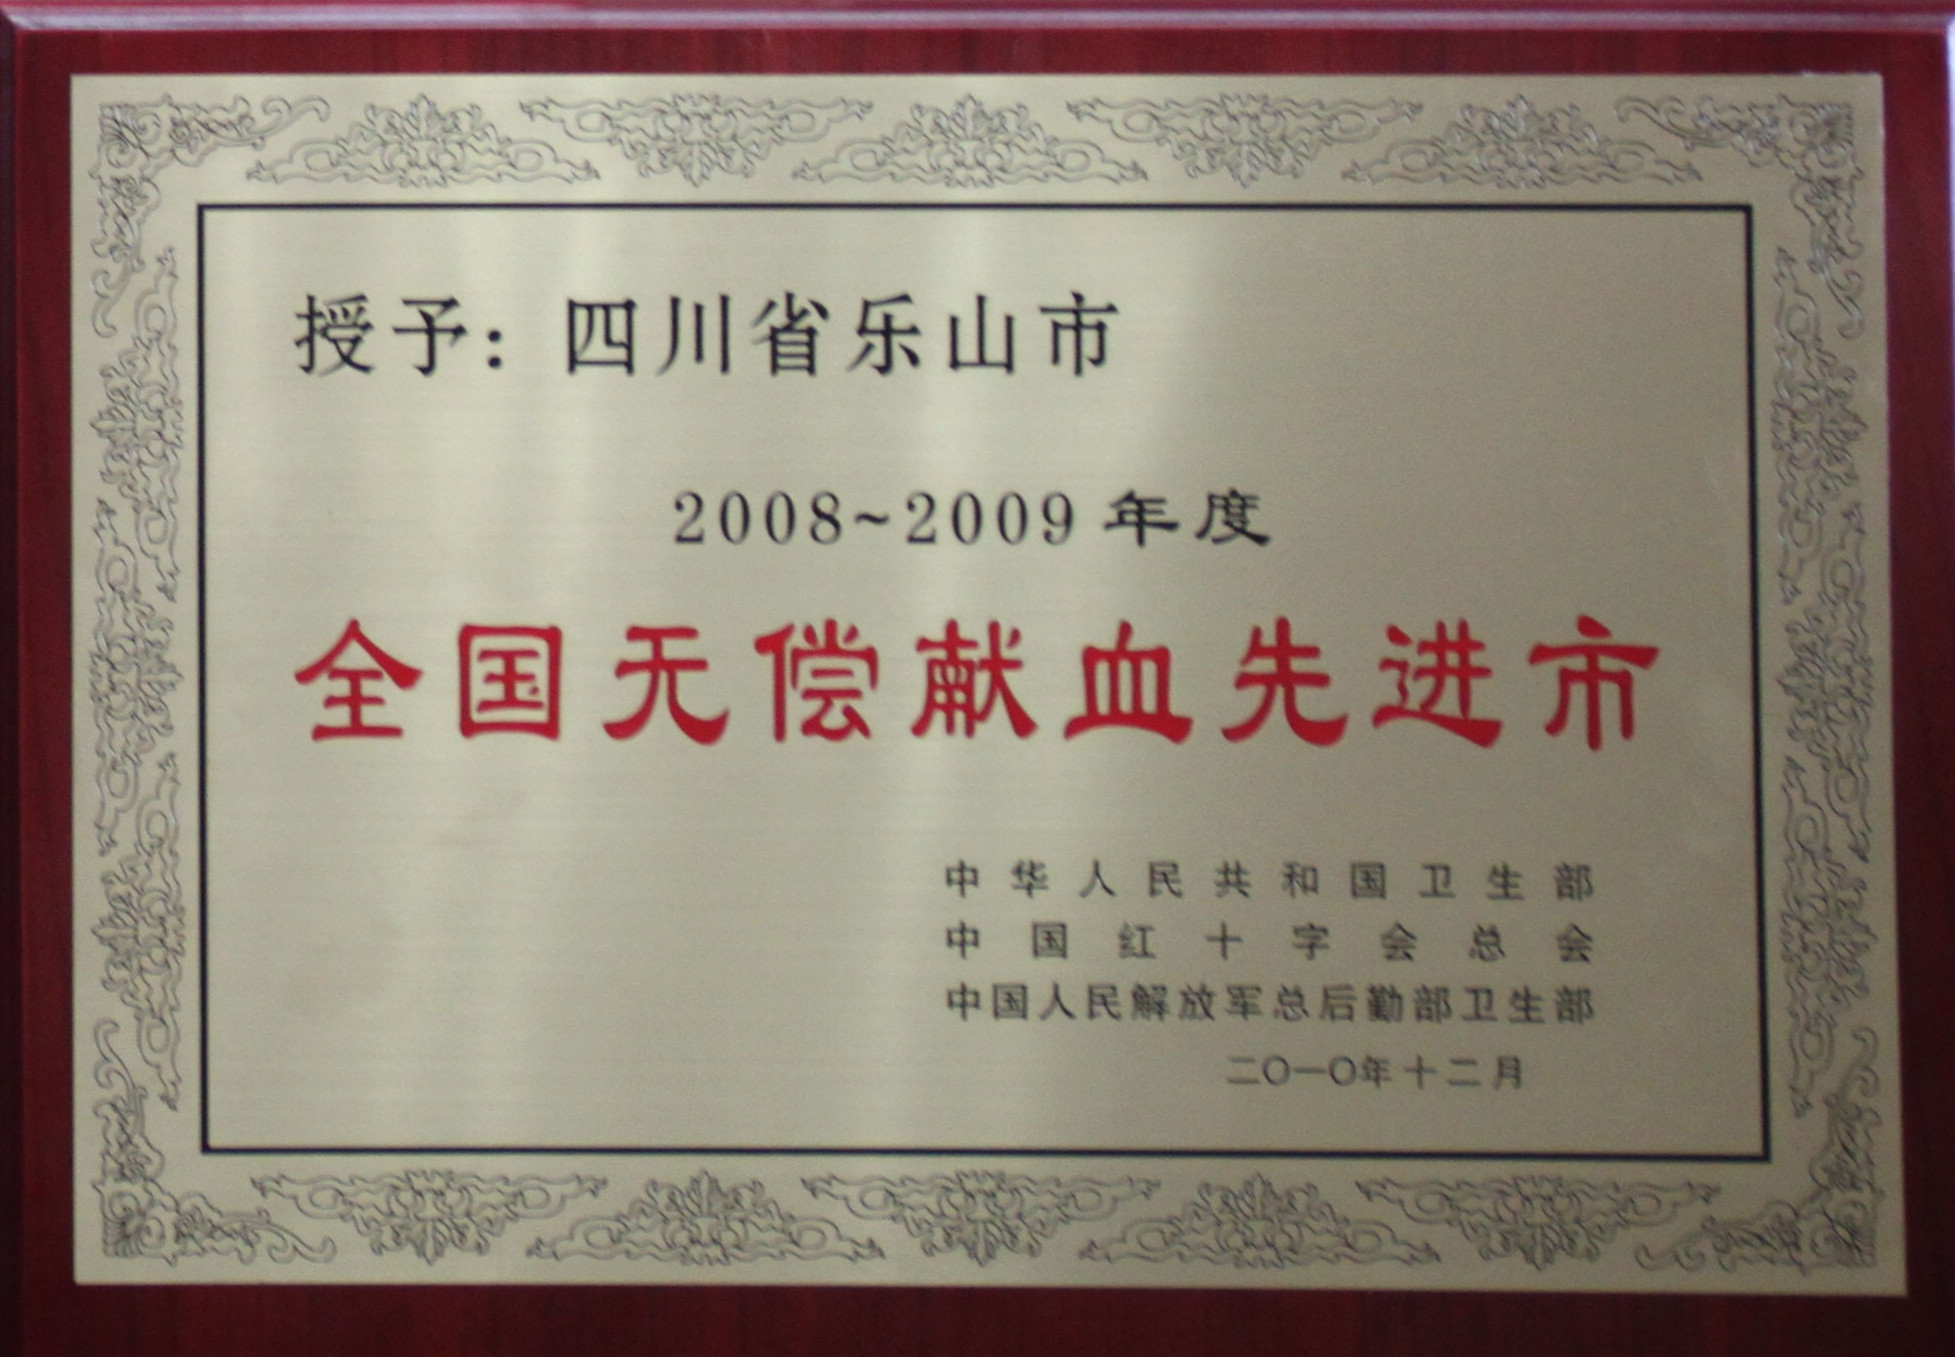 授予：四川省乐山市
2008~2009年度
全国无偿献血先进市
中华人民共和国卫生部
中国红十字会总会
中国人民解放军总后勤部卫生部
二〇一〇年十二月